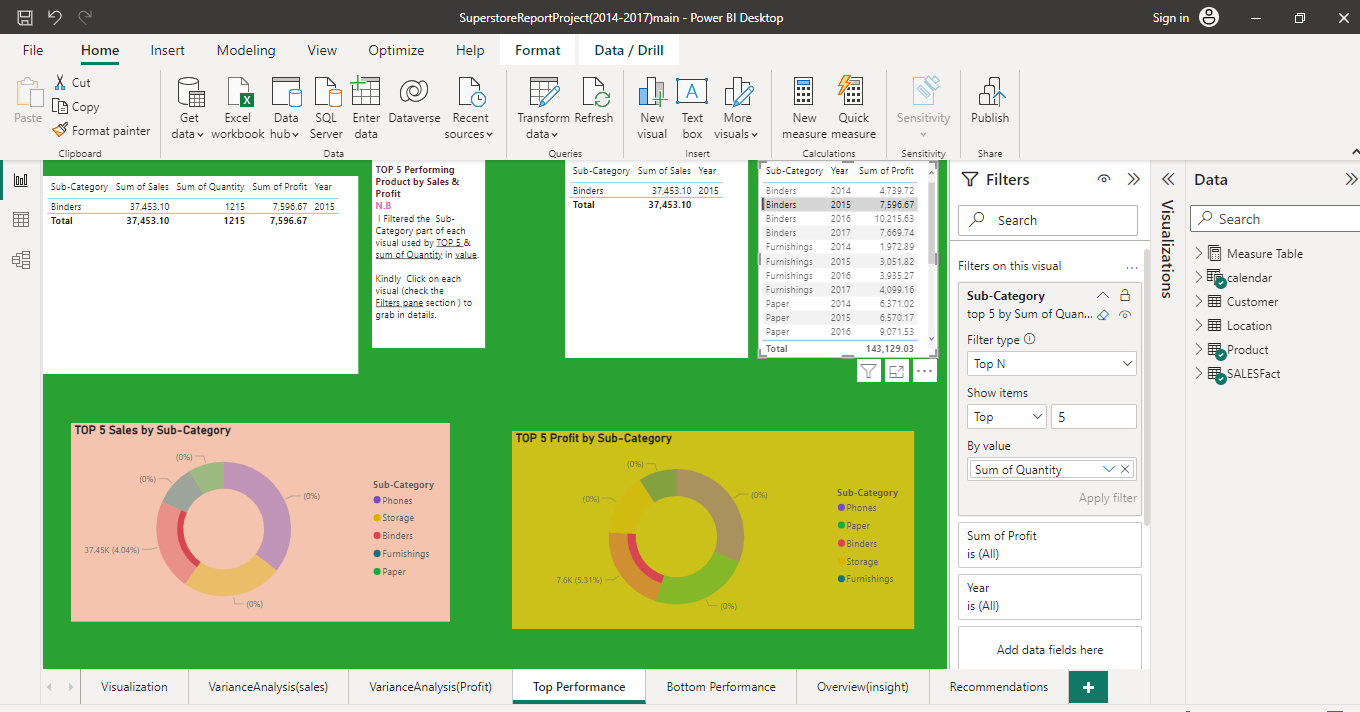 SuperstoreReportProject(2014-2017)main - Power BI Desktop
Sign in
File Home Insert Modeling View Optimize Help Format Data / Drill
Paste
Cut
Copy
Format painter
Get data
Excel workbook
Data hub
SQL Server
Enter data
Dataverse
Recent sources
Transform data
Refresh
New visual
Text box
More visuals
New measure
Quick measure
Sensitivity
Publish
Clipboard Data Queries Insert Calculations Sensitivity Share
Sub-Category Sum of Sales Sum of Quantity Sum of Profit Year
Binders 37,453.10 1215 7,596.67 2015
Total 37,453.10 1215 7,596.67
TOP 5 Performing
Product by Sales &
Profit
N.B
I Filtered the Sub-
Category part of each
visual used by TOP 5 &
sum of Quantity in value.
Kindly Click on each
visual (check the
Filters pane section ) to
grab in details.
Sub-Category Sum of Sales Year
Binders 37,453.10 2015
Total 37,453.10
Sub-Category Year Sum of Profit
Binders 2014 4,739.72
Binders 2015 7,596.67
Binders 2016 10,215.63
Binders 2017 7,669.74
Furnishings 2014 1,972.89
Furnishings 2015 3,051.82
Furnishings 2016 3,935.27
Furnishings 2017 4,099.16
Paper 2014 6,371.02
Paper 2015 6,570.17
Paper 2016 9,071.53
Total 143,129.03
TOP 5 Sales by Sub-Category
(0%)
(0%)
(0%)
37.45K (4.04%)
(0%)
Sub-Category
Phones
Storage
Binders
Furnishings
Paper
TOP 5 Profit by Sub-Category
(0%)
(0%)
(0%)
7.6K (5.31%)
(0%)
Sub-Category
Phones
Paper
Binders
Storage
Furnishings
Filters
Search
Filters on this visual
Sub-Category
top 5 by Sum of Quan...
Filter type
Top N
Show items
Top 5
By value
Sum of Quantity
Apply filter
Sum of Profit
is (All)
Year
is (All)
Add data fields here
Visualizations
Data
Search
Measure Table
calendar
Customer
Location
Product
SALESFact
Visualization VarianceAnalysis(sales) VarianceAnalysis(Profit) Top Performance Bottom Performance Overview(insight) Recommendations